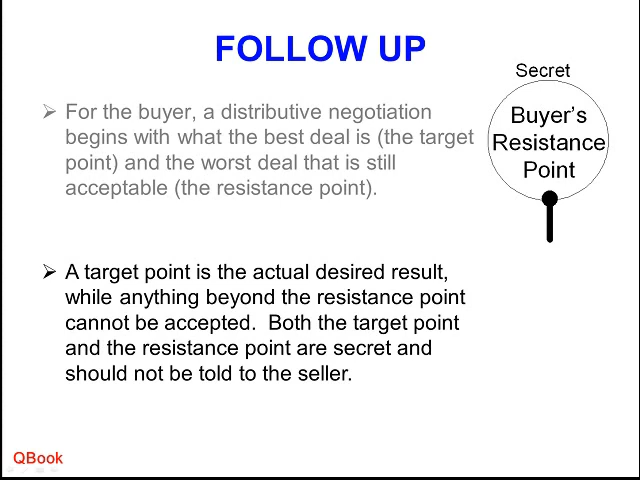 FOLLOW UP
For the buyer, a distributive negotiation
begins with what the best deal is (the target
point) and the worst deal that is still
acceptable (the resistance point).
A target point is the actual desired result,
while anything beyond the resistance point
cannot be accepted.  Both the target point
and the resistance point are secret and
should not be told to the seller.
Secret
Buyer's
Resistance
Point
QBook